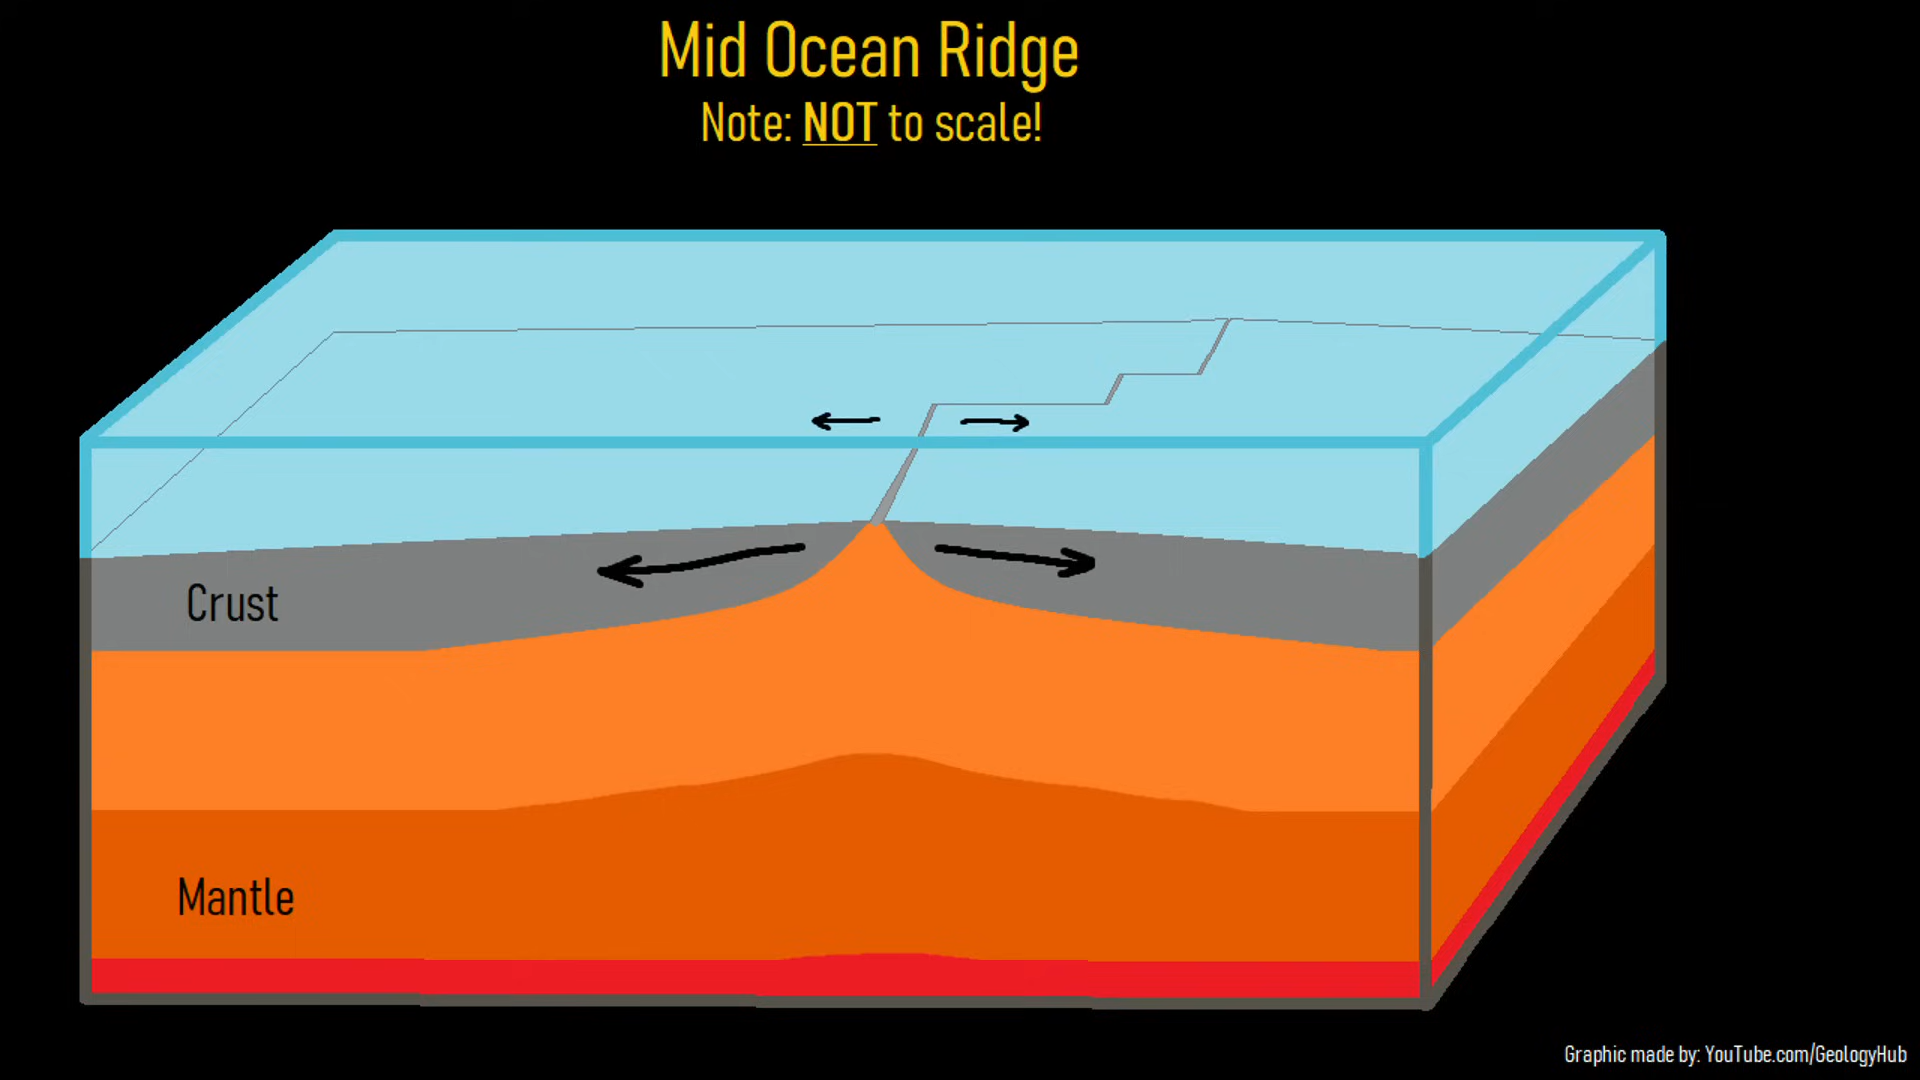 Mid Ocean Ridge
Note: NOT to scale!
Crust
Mantle
Graphic made by: YouTube.com/GeologyHub